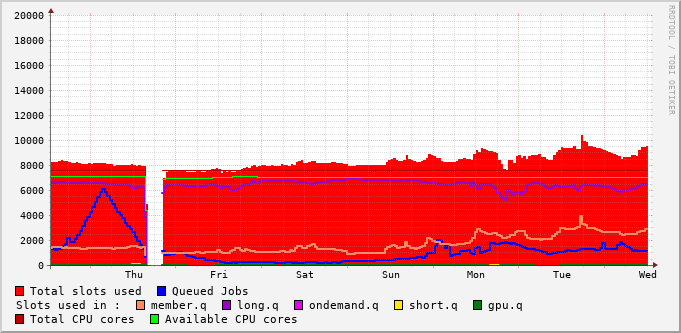 20000
18000
16000
14000
12000
10000
8000
6000
4000
2000
0
Thu Fri Sat Sun Mon Tue Wed
Total slots used Queued Jobs
Slots used in : member.q long.q ondemand.q short.q gpu.q
Total CPU cores Available CPU cores
RRDTOOL / TOBI OETIKER